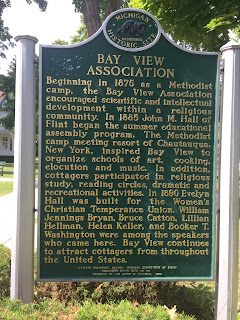 MICHIGAN
HISTORIC SITE
BAY VIEW
ASSOCIATION
Beginning in 1875 as a Methodist
camp, the Bay View Association
encouraged scientific and intellectual
development within a religious
community. In 1885 John M. Hall of
Flint began the summer educational
assembly program. The Methodist
camp meeting resort of Chautauqua,
New York, inspired Bay View to
organize schools of art, cooking,
elocution and music. In addition,
cottagers participated in religious
study, reading circles, dramatic and
recreational activities. In 1890 Evelyn
Hall was built for the Women's
Christian Temperance Union. William
Jennings Bryan, Bruce Catton, Lillian
Hellman, Helen Keller, and Booker T.
Washington were among the speakers
who came here. Bay View continues
to attract cottagers from throughout
the United States.